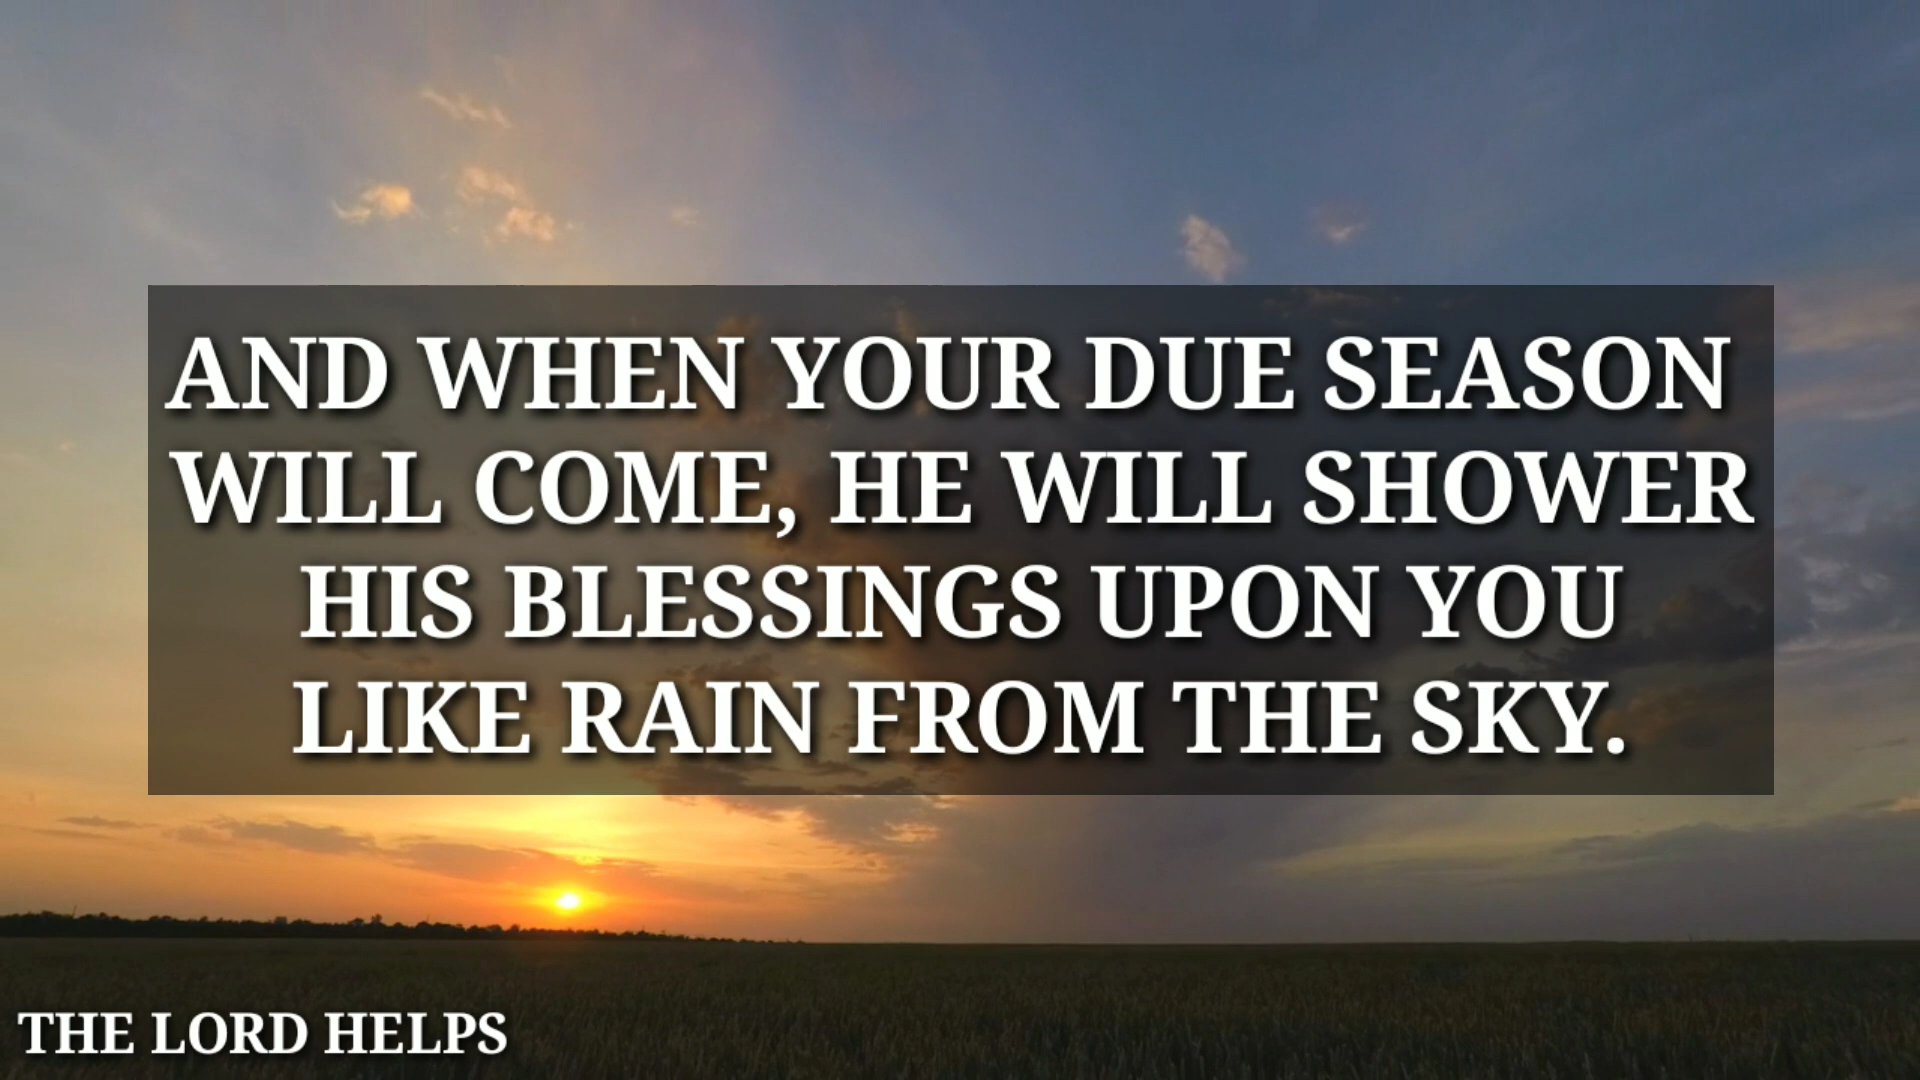 AND WHEN YOUR DUE SEASON
WILL COME, HE WILL SHOWER
HIS BLESSINGS UPON YOU
LIKE RAIN FROM THE SKY.
THE LORD HELPS